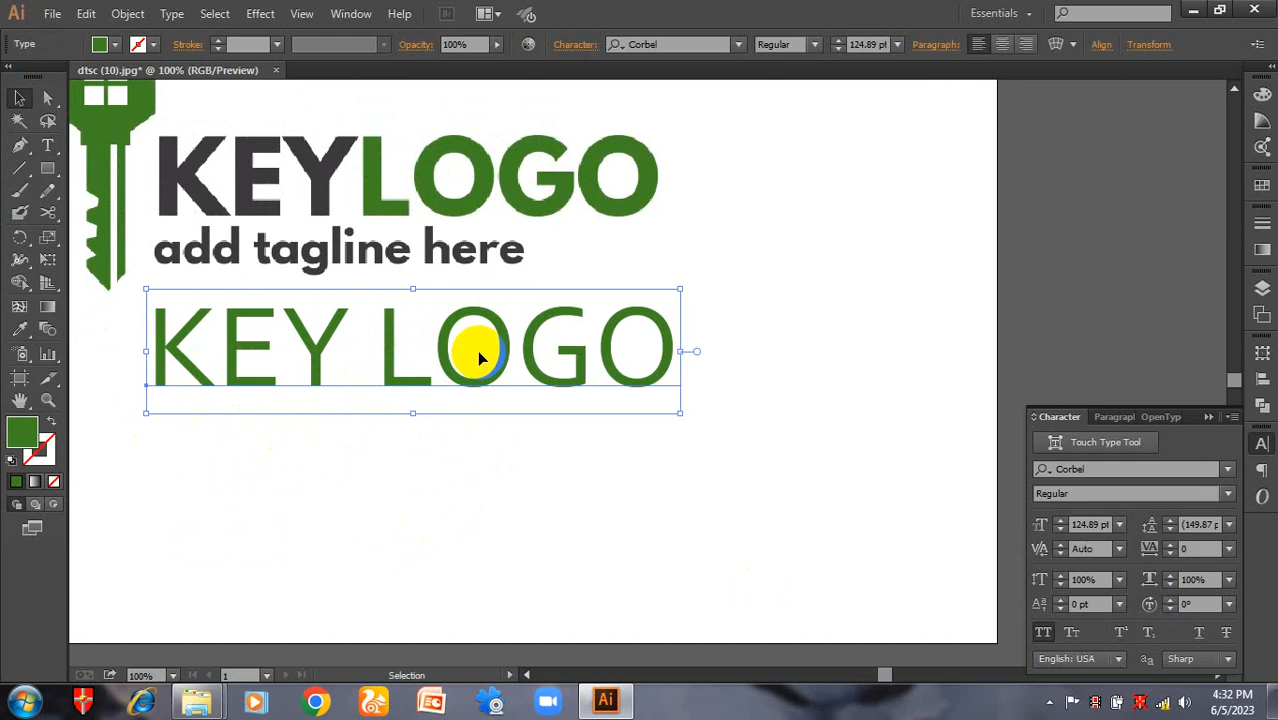 Ai File Edit Object Type Select Effect View Window Help Br Essentials
Type Stroke: Opacity: 100% Character: Corbel Regular 124.89 pt Paragraph: Align Transform
dtsc (10).jpg* @ 100% (RGB/Preview)
KEYLOGO
add tagline here
KEY LOGO
Character Paragraph OpenTyp
Touch Type Tool
Corbel
Regular
124.89 pt (149.87 p
Auto 0
100% 100%
0 pt 0°
English: USA Sharp
100% 1 Selection
Ai 4:32 PM
6/5/2023